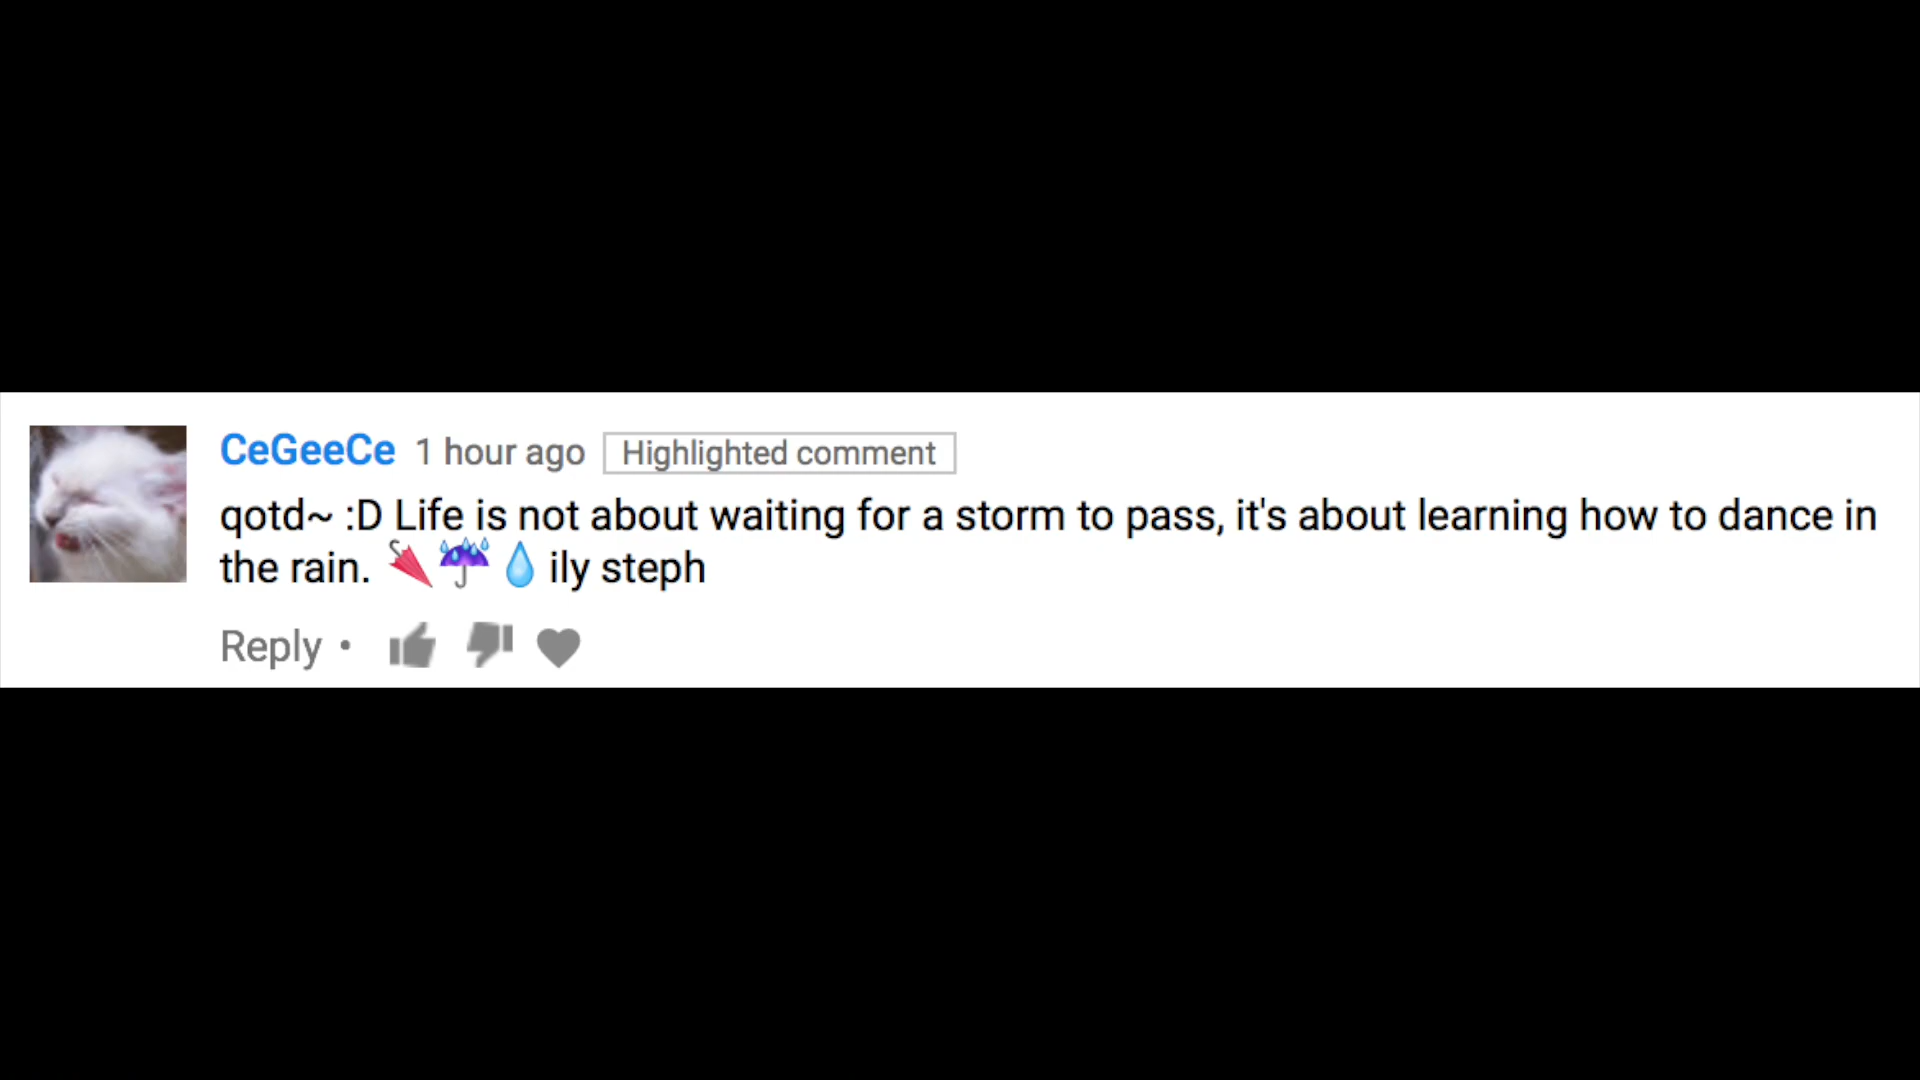 CeGeeCe 1 hour ago Highlighted comment
qotd~ :D Life is not about waiting for a storm to pass, it's about learning how to dance in
the rain. 🌂☔💧 ily steph
Reply •